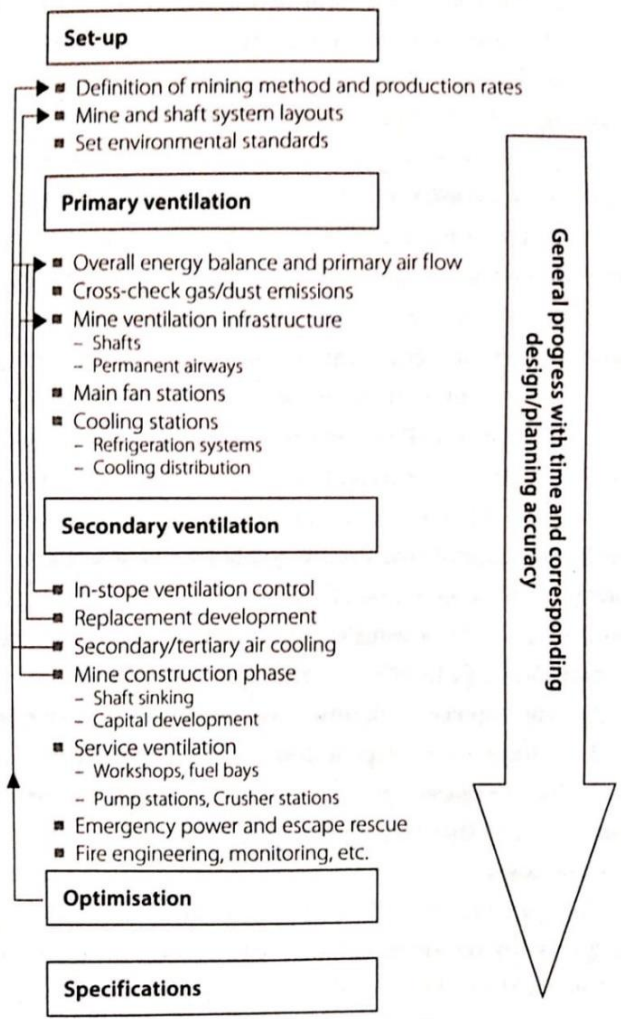 Set-up
Definition of mining method and production rates
Mine and shaft system layouts
Set environmental standards
Primary ventilation
Overall energy balance and primary air flow
Cross-check gas/dust emissions
Mine ventilation infrastructure
– Shafts
– Permanent airways
Main fan stations
Cooling stations
– Refrigeration systems
– Cooling distribution
Secondary ventilation
In-stope ventilation control
Replacement development
Secondary/tertiary air cooling
Mine construction phase
– Shaft sinking
– Capital development
Service ventilation
– Workshops, fuel bays
– Pump stations, Crusher stations
Emergency power and escape rescue
Fire engineering, monitoring, etc.
Optimisation
Specifications
General progress with time and corresponding
design/planning accuracy